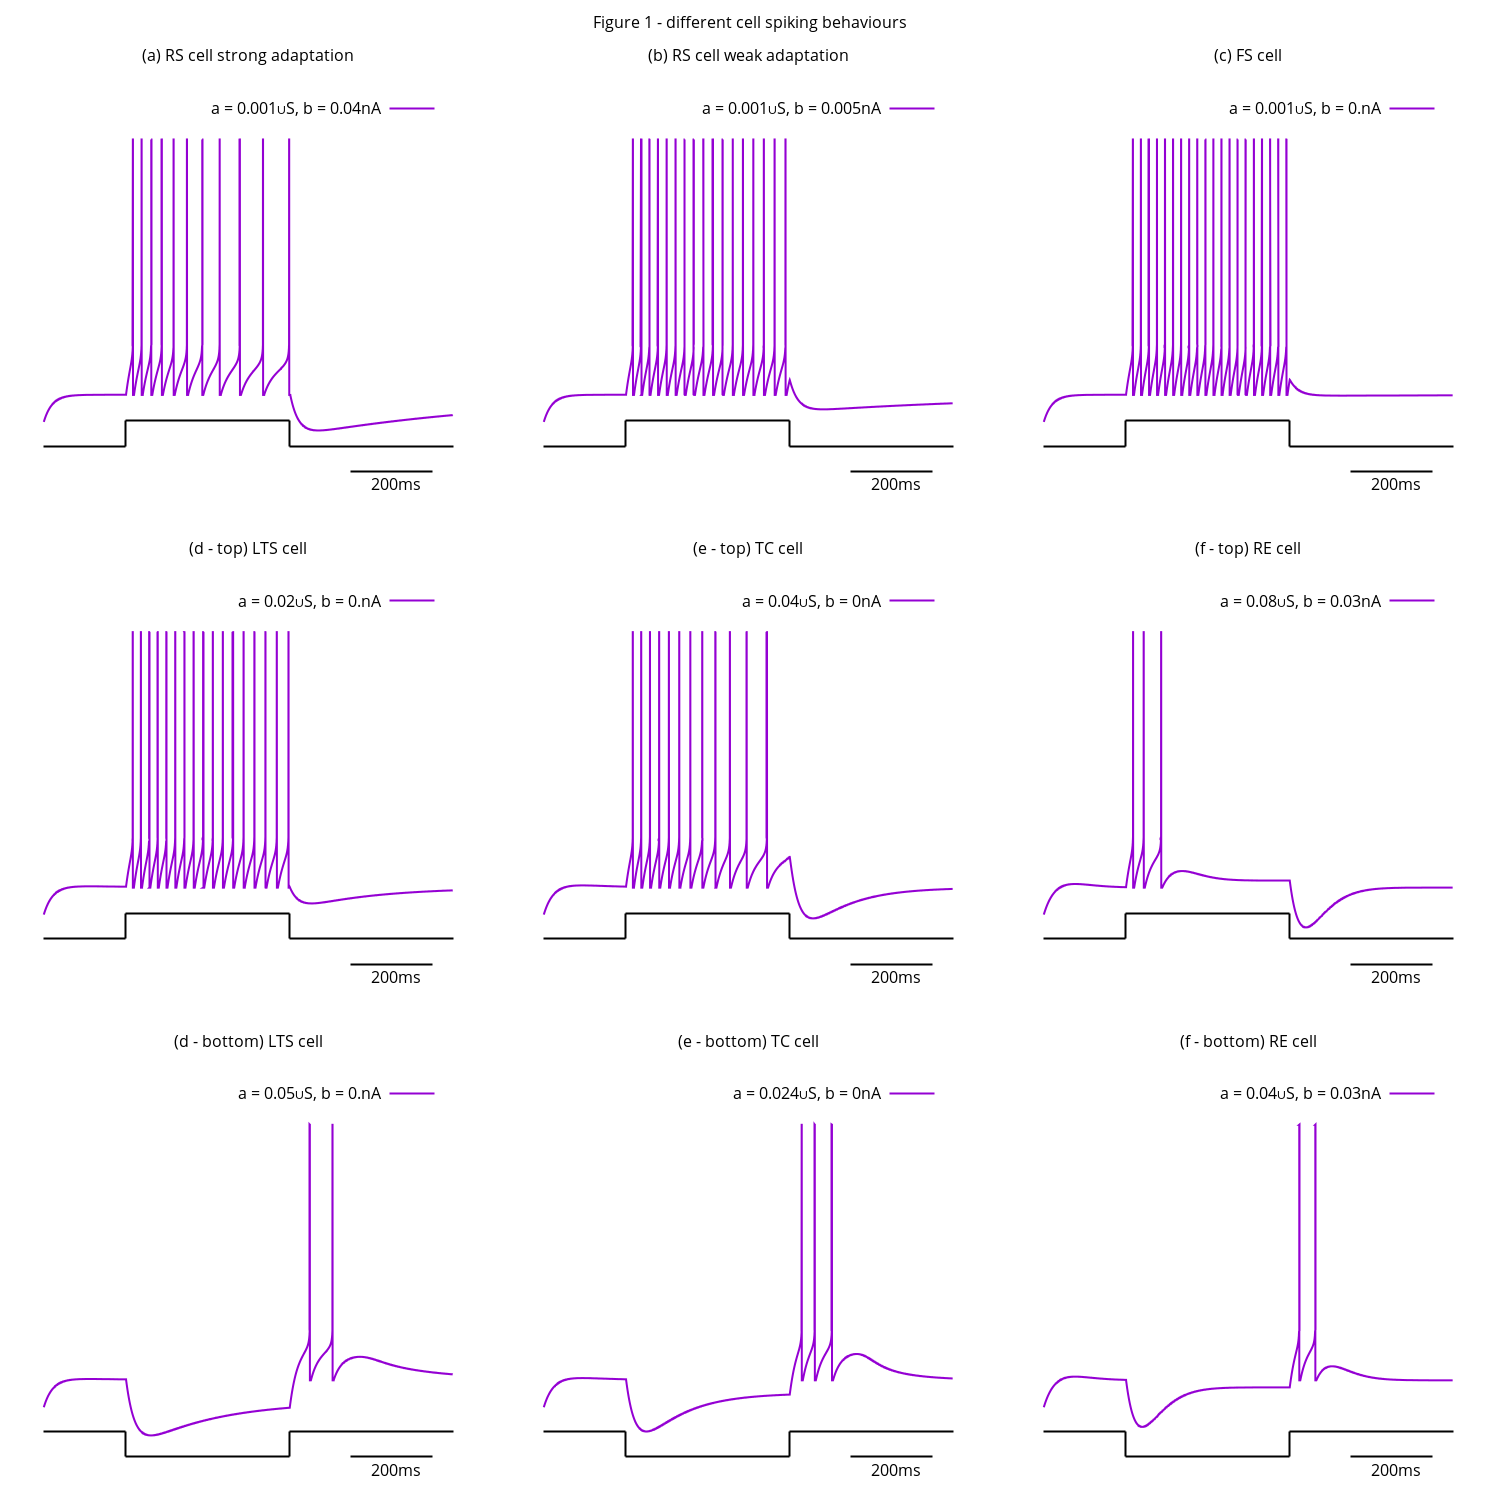 Figure 1 - different cell spiking behaviours
(a) RS cell strong adaptation
a = 0.001υS, b = 0.04nA
200ms
(b) RS cell weak adaptation
a = 0.001υS, b = 0.005nA
200ms
(c) FS cell
a = 0.001υS, b = 0.nA
200ms
(d - top) LTS cell
a = 0.02υS, b = 0.nA
200ms
(e - top) TC cell
a = 0.04υS, b = 0nA
200ms
(f - top) RE cell
a = 0.08υS, b = 0.03nA
200ms
(d - bottom) LTS cell
a = 0.05υS, b = 0.nA
200ms
(e - bottom) TC cell
a = 0.024υS, b = 0nA
200ms
(f - bottom) RE cell
a = 0.04υS, b = 0.03nA
200ms